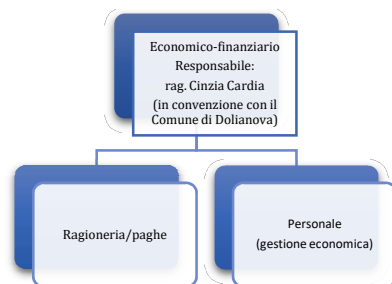 Economico-finanziario
Responsabile:
rag. Cinzia Cardia
(in convenzione con il
Comune di Dolianova)
Ragioneria/paghe
Personale
(gestione economica)